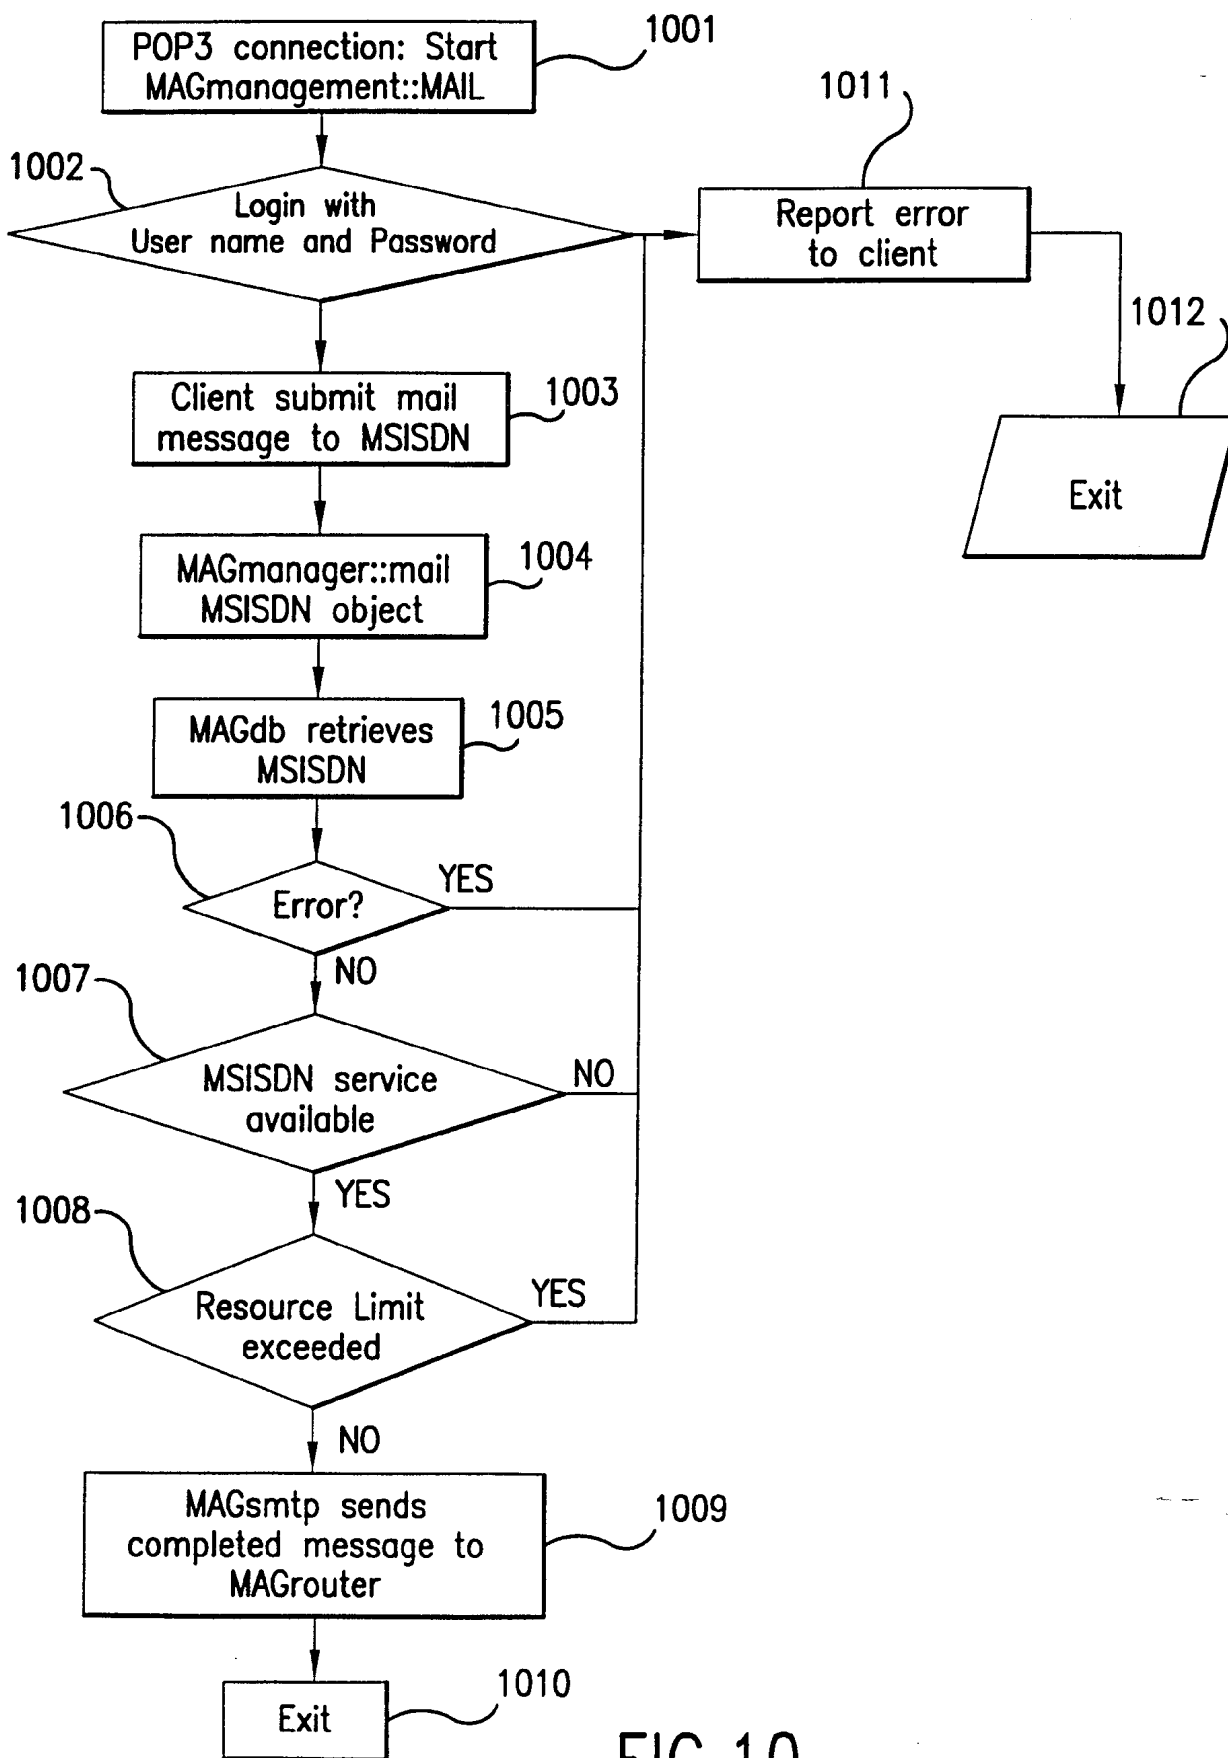 POP3 connection: Start
MAGmanagement::MAIL
1001
1011
1002
Login with
User name and Password
Report error
to client
1012
Exit
Client submit mail
message to MSISDN
1003
MAGmanager::mail
MSISDN object
1004
MAGdb retrieves
MSISDN
1005
1006
Error?
YES
NO
1007
MSISDN service
available
NO
YES
1008
Resource Limit
exceeded
YES
NO
MAGsmtp sends
completed message to
MAGrouter
1009
Exit
1010
FIG.10